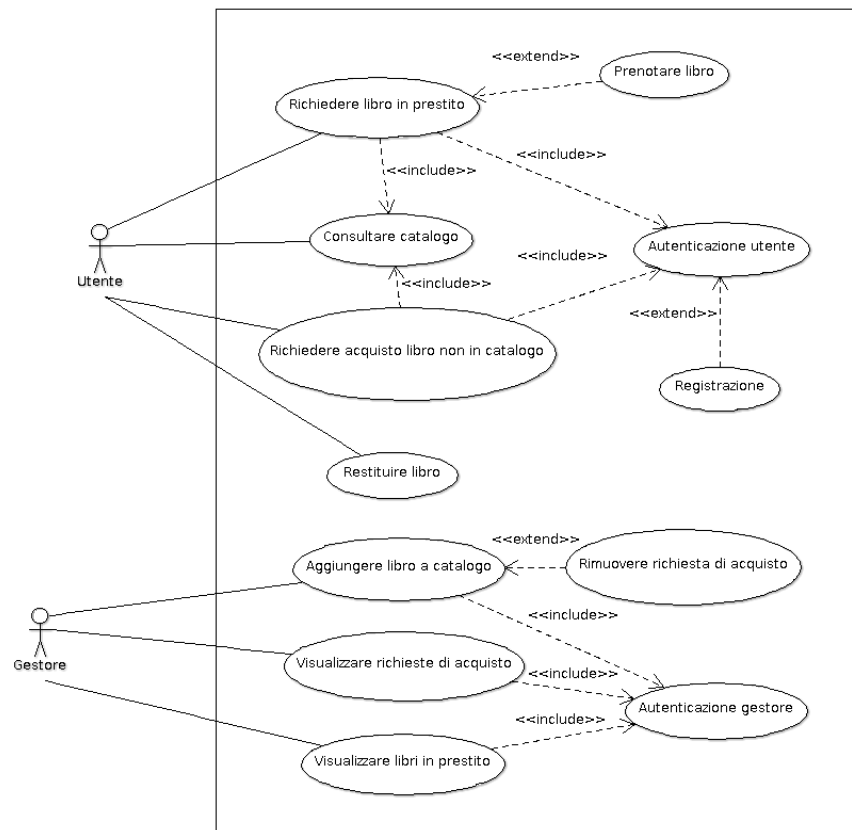 <<extend>>
Prenotare libro
Richiedere libro in prestito
<<include>>
<<include>>
Consultare catalogo
Autenticazione utente
<<include>>
Utente
<<include>>
<<extend>>
Richiedere acquisto libro non in catalogo
Registrazione
Restituire libro
<<extend>>
Aggiungere libro a catalogo
Rimuovere richiesta di acquisto
<<include>>
Gestore
Visualizzare richieste di acquisto
<<include>>
Autenticazione gestore
<<include>>
Visualizzare libri in prestito